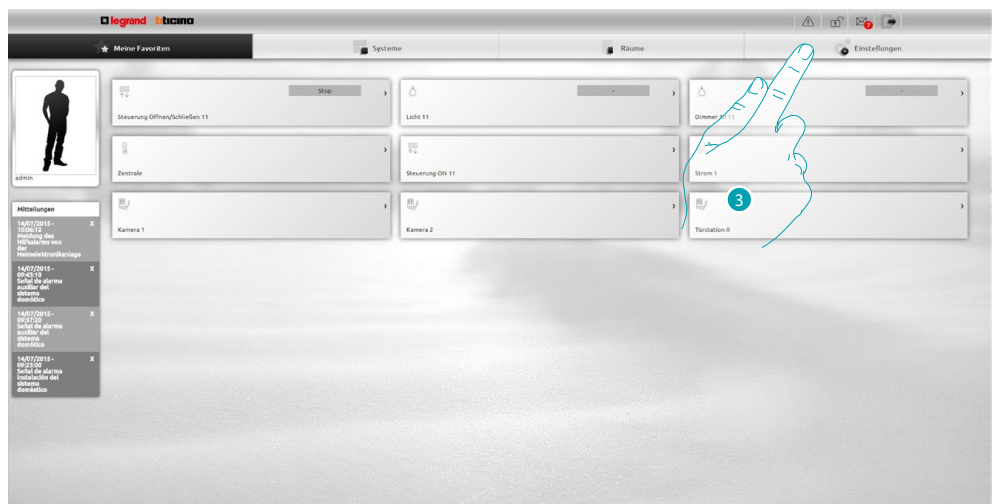 legrand bticino
7
Meine Favoriten
Systeme
Räume
Einstellungen
admin
Stop
Steuerung Öffnen/Schließen 11
-
Licht 11
-
Dimmer 10 11
Zentrale
Steuerung ON 11
Strom 1
Kamera 1
Kamera 2
Türstation 0
3
Mitteilungen
14/07/2015 - X
10:06:12
Meldung des
Hilfsalarms von
der
Heimelektronikanlage
14/07/2015 - X
09:43:10
Señal de alarma
auxiliar del
sistema
domótico
14/07/2015 - X
09:37:20
Señal de alarma
auxiliar del
sistema
domótico
14/07/2015 - X
09:23:00
Señal de alarma
instalación del
sistema
doméstico